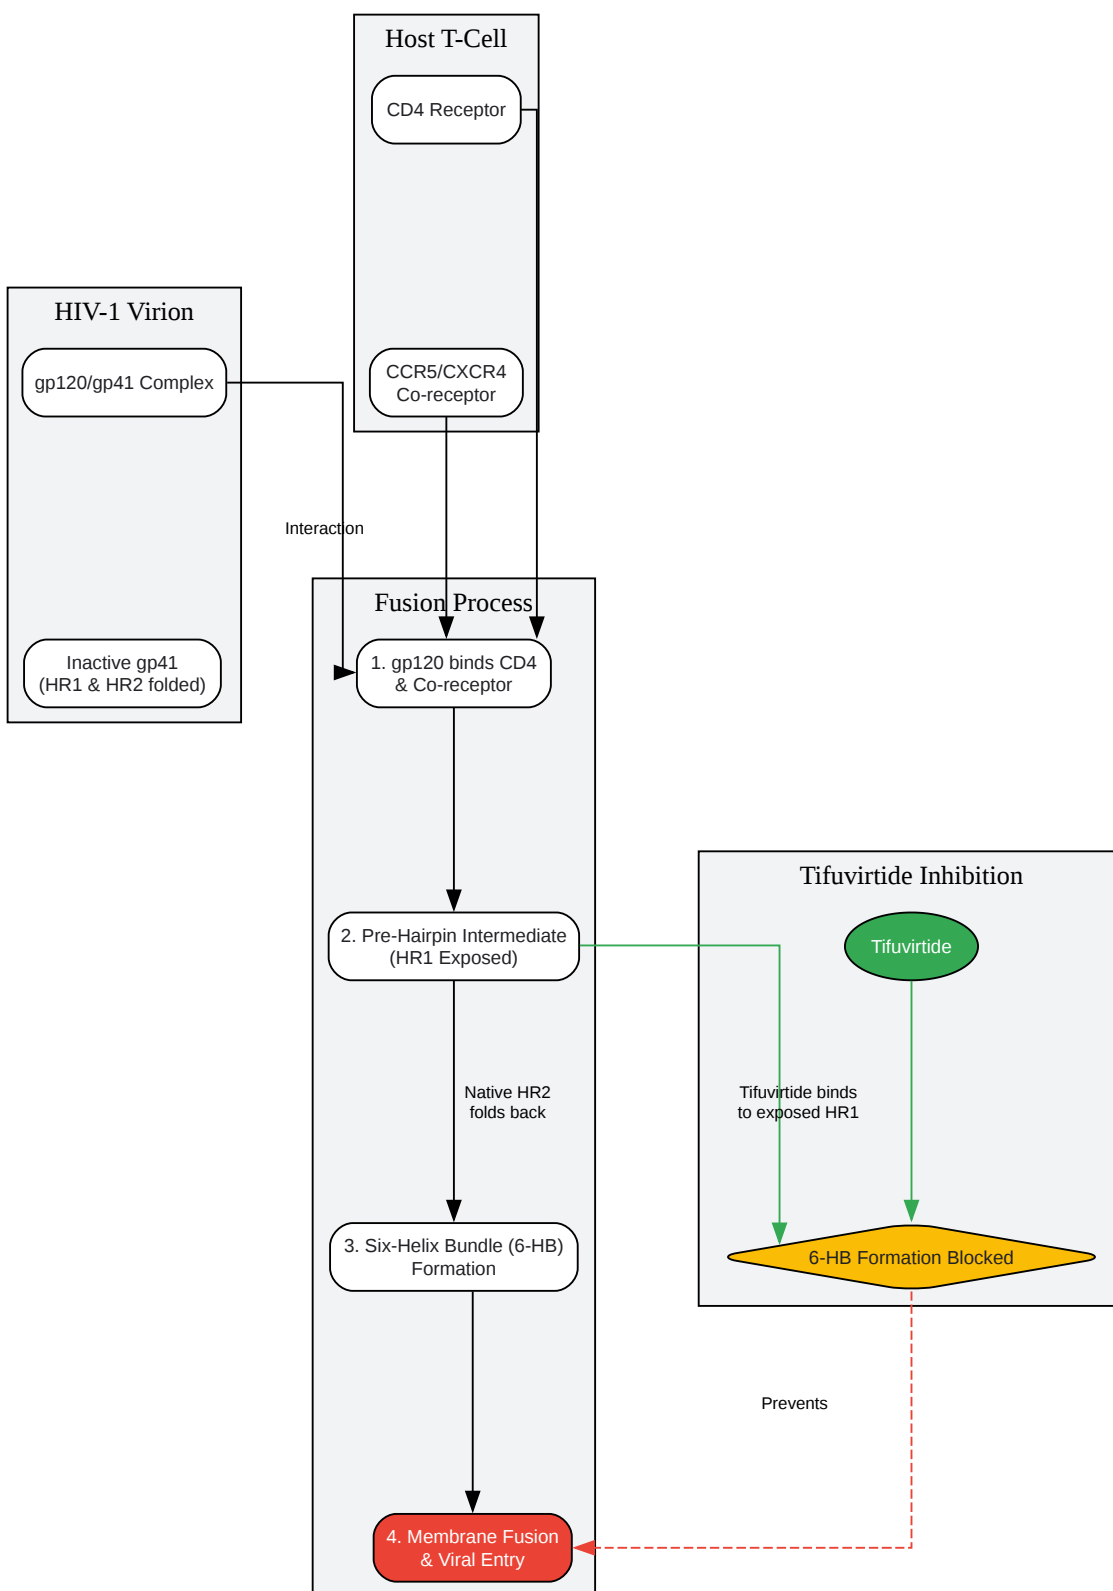 Host T-Cell
CD4 Receptor
HIV-1 Virion
gp120/gp41 Complex
CCR5/CXCR4
Co-receptor
Interaction
Fusion Process
Inactive gp41
(HR1 & HR2 folded)
1. gp120 binds CD4
& Co-receptor
Tifuvirtide Inhibition
2. Pre-Hairpin Intermediate
(HR1 Exposed)
Tifuvirtide
Native HR2
folds back
Tifuvirtide binds
to exposed HR1
3. Six-Helix Bundle (6-HB)
Formation
6-HB Formation Blocked
Prevents
4. Membrane Fusion
& Viral Entry